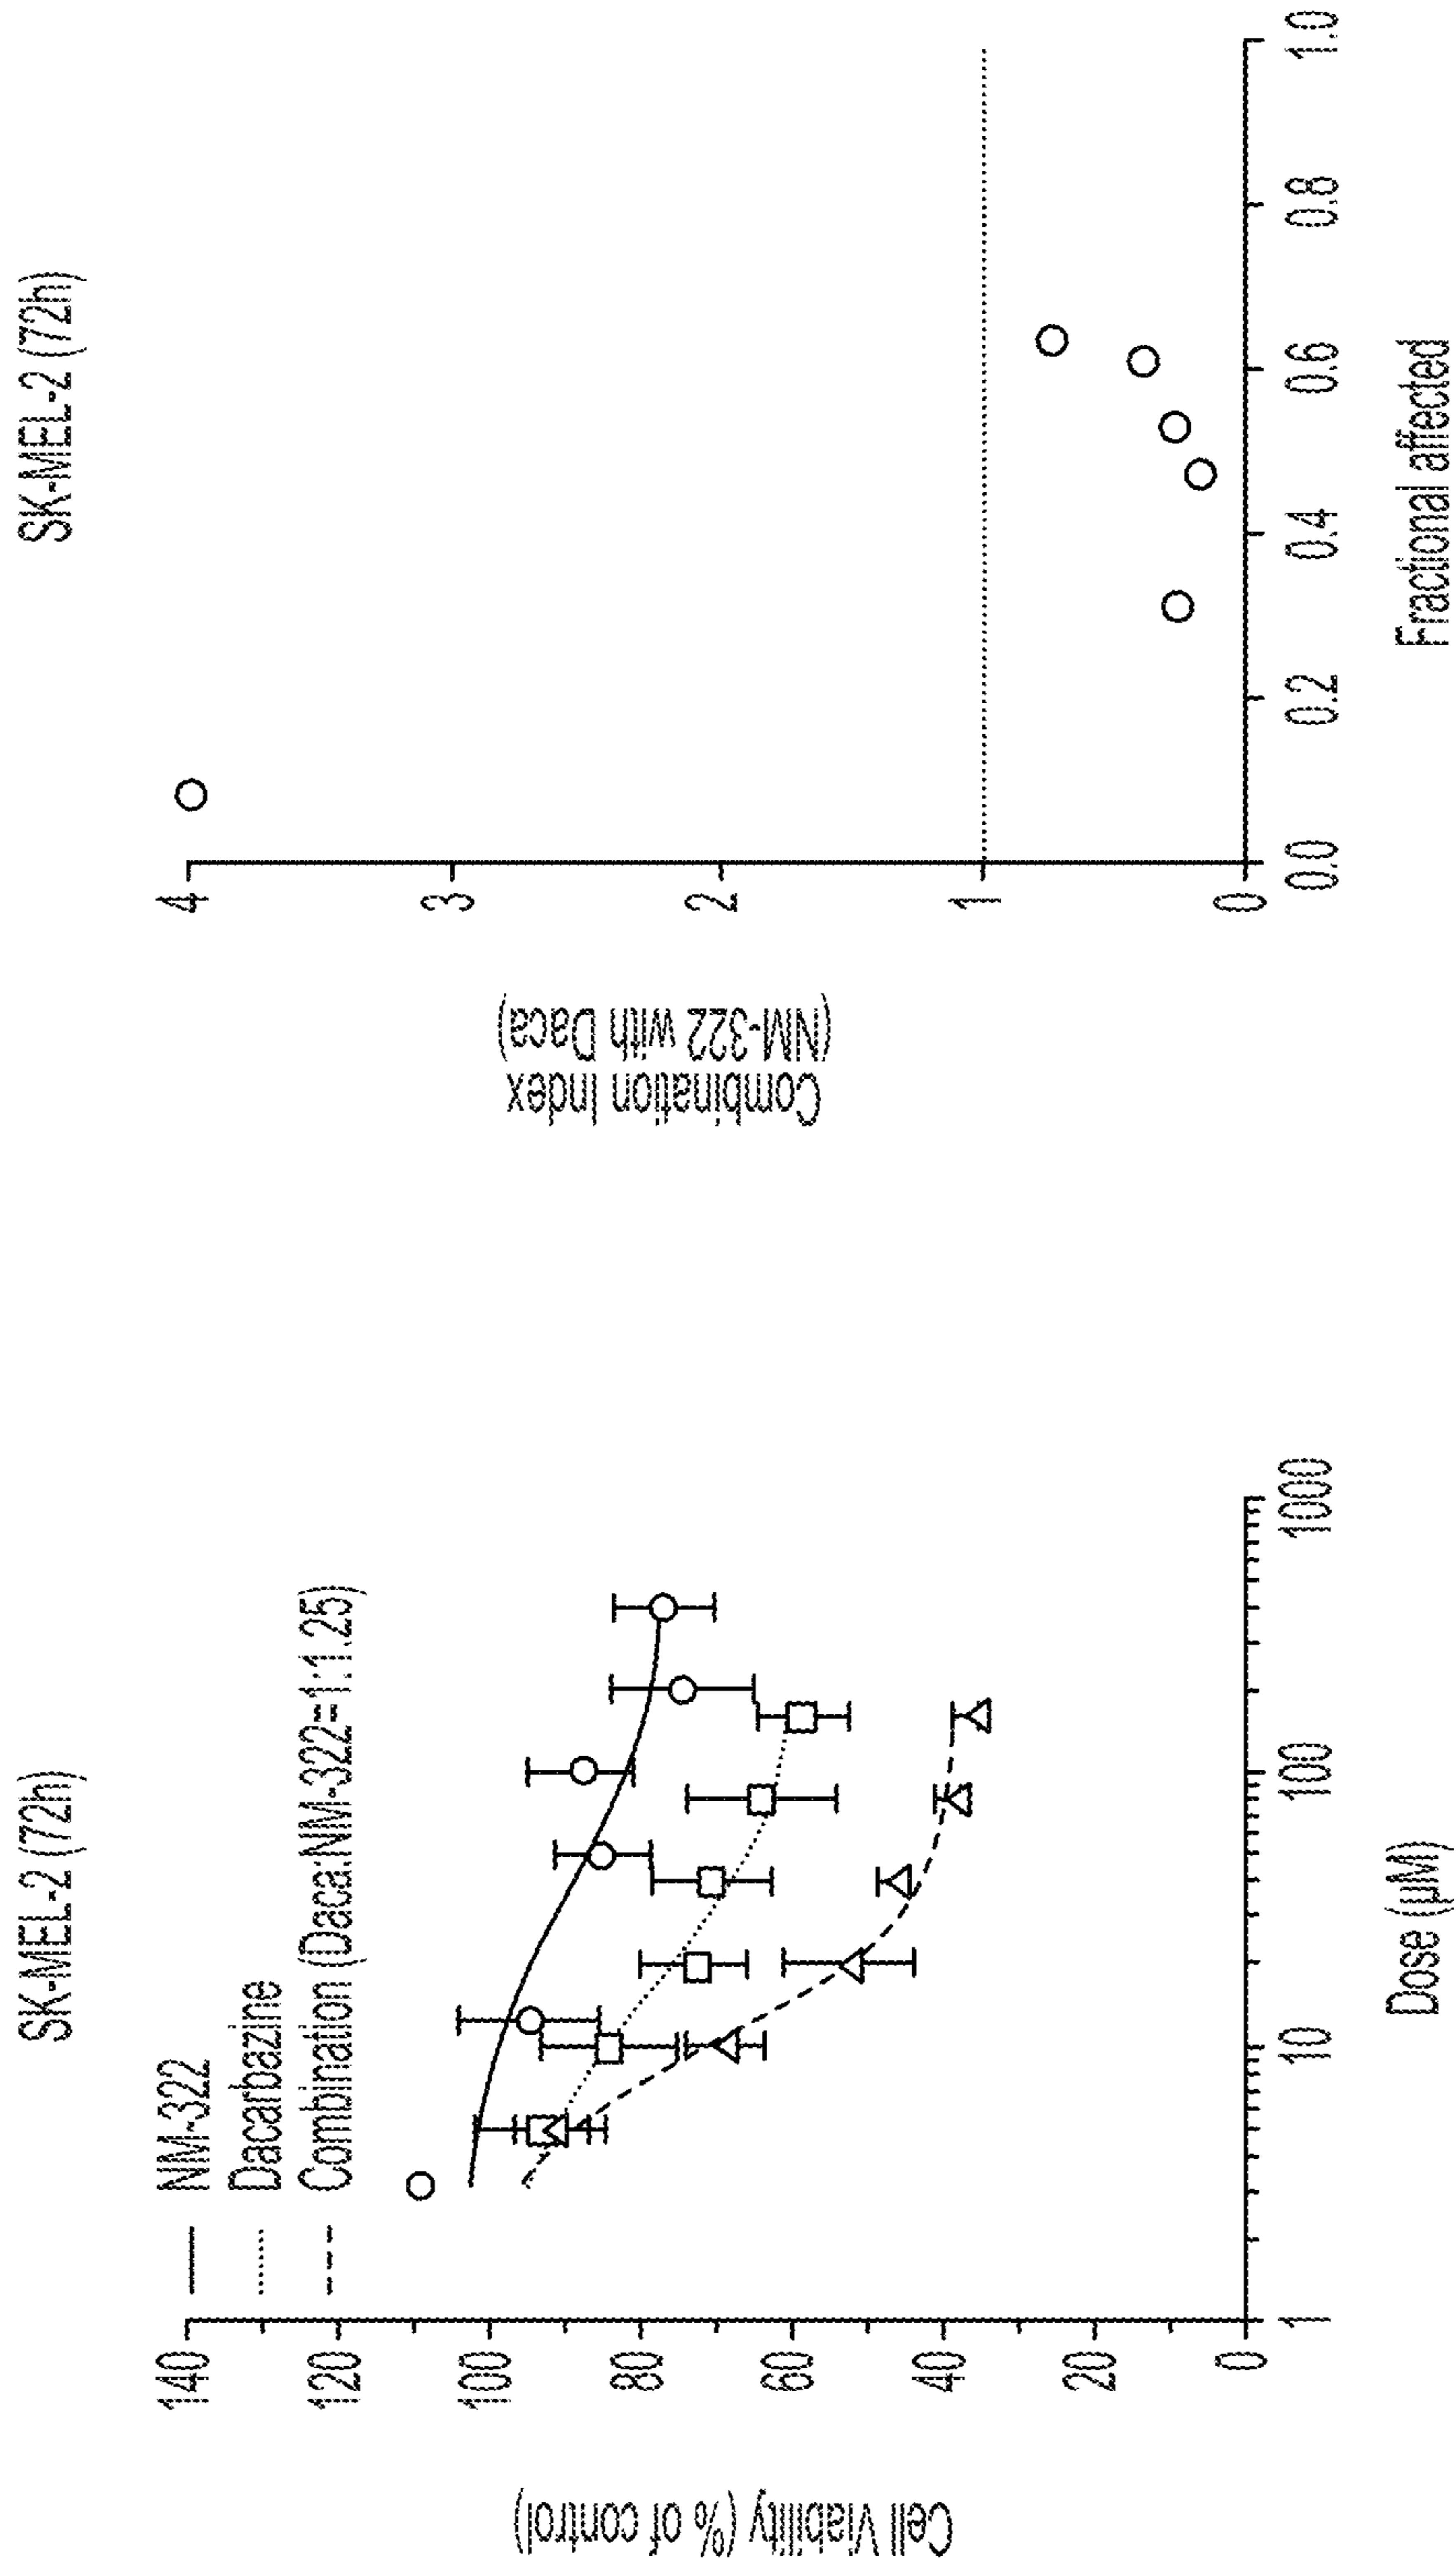 SK-MEL-2 (72h)
NM-322
Dacarbazine
Combination (Daca:NM-322=1:1.25)
Cell Viability (% of control)
140
120
100
80
60
40
20
0
1
10
100
1000
Dose (µM)
SK-MEL-2 (72h)
Combination Index
(NM-322 with Daca)
4
3
2
1
0
0.0
0.2
0.4
0.6
0.8
1.0
Fractional affected